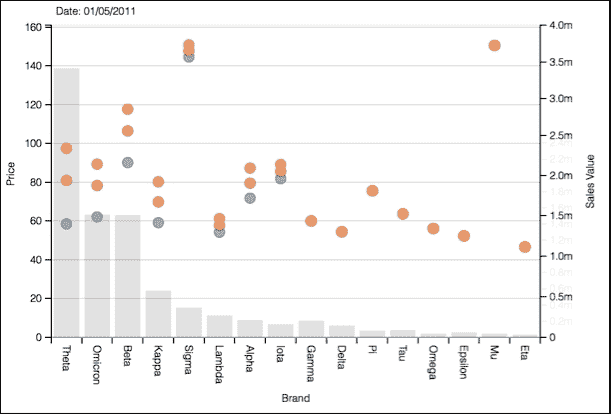 Date: 01/05/2011
160
140
120
100
80
60
40
20
0
Price
4.0m
3.5m
3.0m
2.5m
2.0m
1.5m
1.0m
0.5m
0
Sales Value
Theta
Omicron
Beta
Kappa
Sigma
Lambda
Alpha
Iota
Gamma
Delta
Pi
Tau
Omega
Epsilon
Mu
Eta
Brand